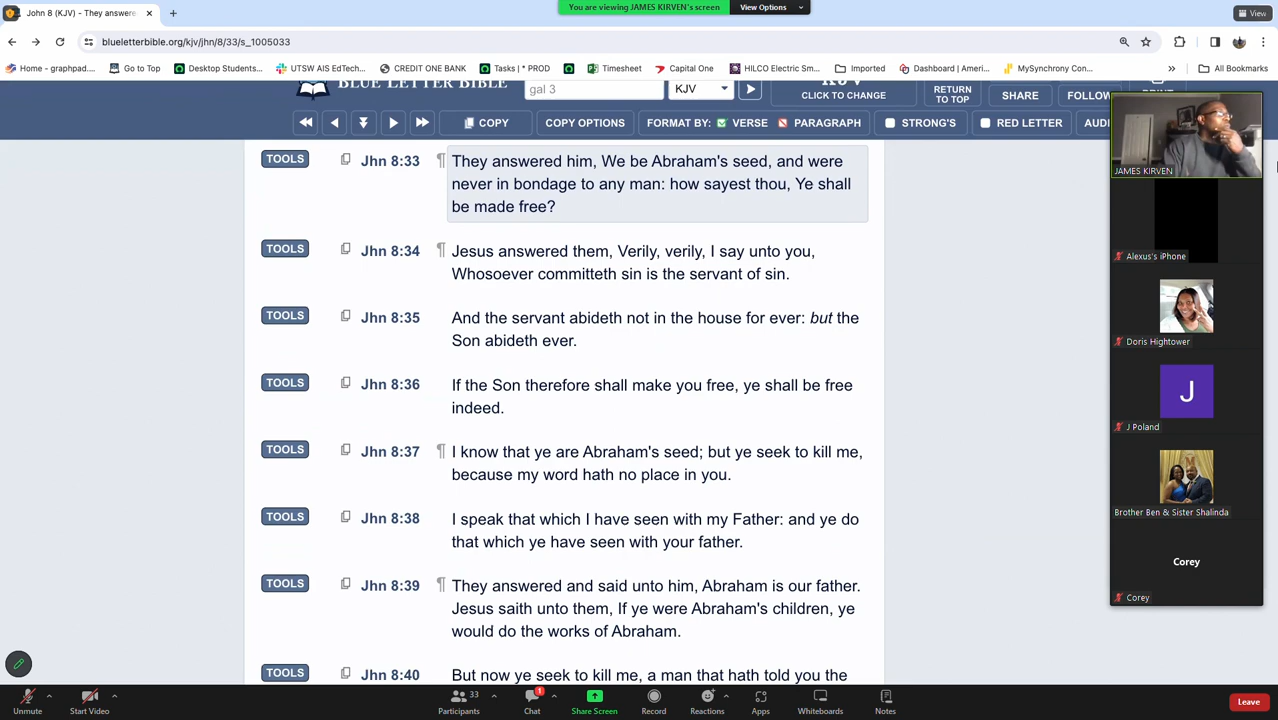 You are viewing JAMES KIRVEN's screen
View Options
View
John 8 (KJV) - They answere
blueletterbible.org/kjv/jhn/8/33/s_1005033
Home - graphpad....
Go to Top
Desktop Students...
UTSW AIS EdTech...
CREDIT ONE BANK
Tasks | * PROD
Timesheet
Capital One
HILCO Electric Sm...
Imported
Dashboard | Ameri...
MySynchrony Con...
»
All Bookmarks
BLUE LETTER BIBLE
gal 3
KJV
KJV
CLICK TO CHANGE
RETURN
TO TOP
SHARE
FOLLOW
PRINT
COPY
COPY OPTIONS
FORMAT BY:
VERSE
PARAGRAPH
STRONG'S
RED LETTER
TOOLS
Jhn 8:33
¶
They answered him, We be Abraham's seed, and were
never in bondage to any man: how sayest thou, Ye shall
be made free?
TOOLS
Jhn 8:34
¶
Jesus answered them, Verily, verily, I say unto you,
Whosoever committeth sin is the servant of sin.
TOOLS
Jhn 8:35
And the servant abideth not in the house for ever: but the
Son abideth ever.
TOOLS
Jhn 8:36
If the Son therefore shall make you free, ye shall be free
indeed.
TOOLS
Jhn 8:37
¶
I know that ye are Abraham's seed; but ye seek to kill me,
because my word hath no place in you.
TOOLS
Jhn 8:38
I speak that which I have seen with my Father: and ye do
that which ye have seen with your father.
TOOLS
Jhn 8:39
¶
They answered and said unto him, Abraham is our father.
Jesus saith unto them, If ye were Abraham's children, ye
would do the works of Abraham.
TOOLS
Jhn 8:40
But now ye seek to kill me, a man that hath told you the
JAMES KIRVEN
Alexus's iPhone
Doris Hightower
J
J Poland
Brother Ben & Sister Shalinda
Corey
Corey
Unmute
Start Video
Participants
33
Chat
1
Share Screen
Record
Reactions
Apps
Whiteboards
Notes
Leave